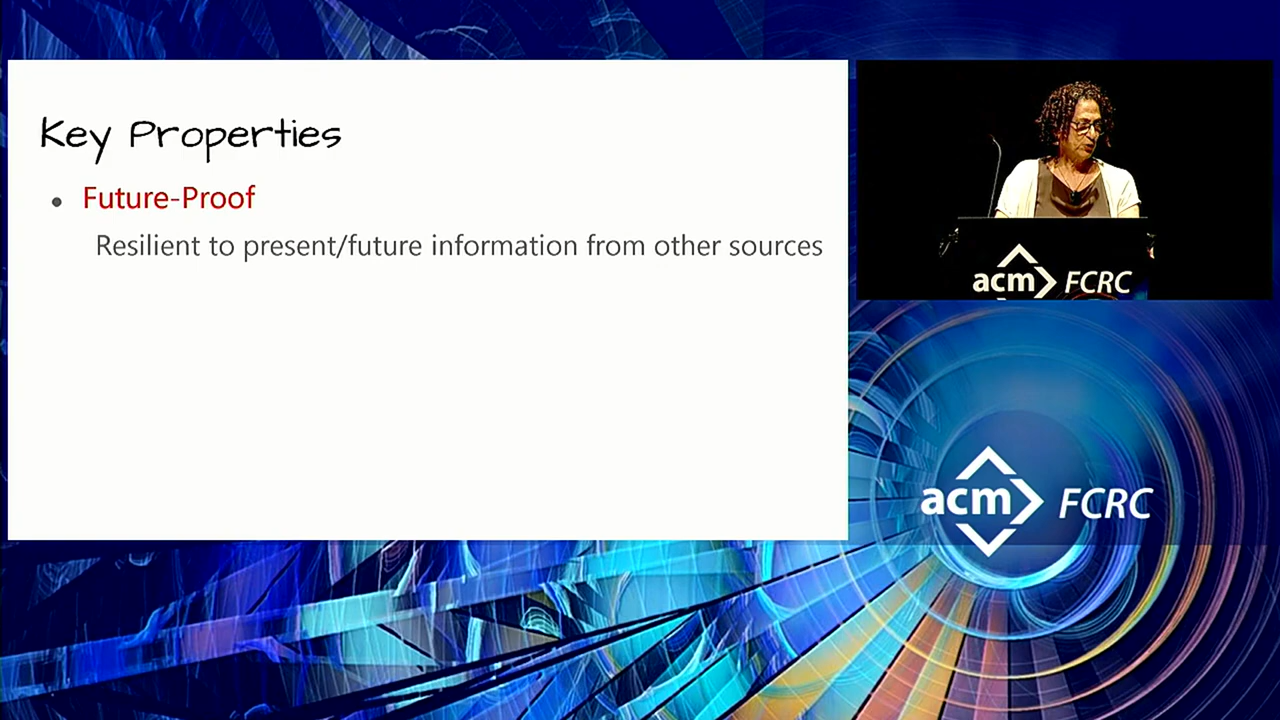 Key Properties
• Future-Proof
Resilient to present/future information from other sources
acm FCRC
acm FCRC